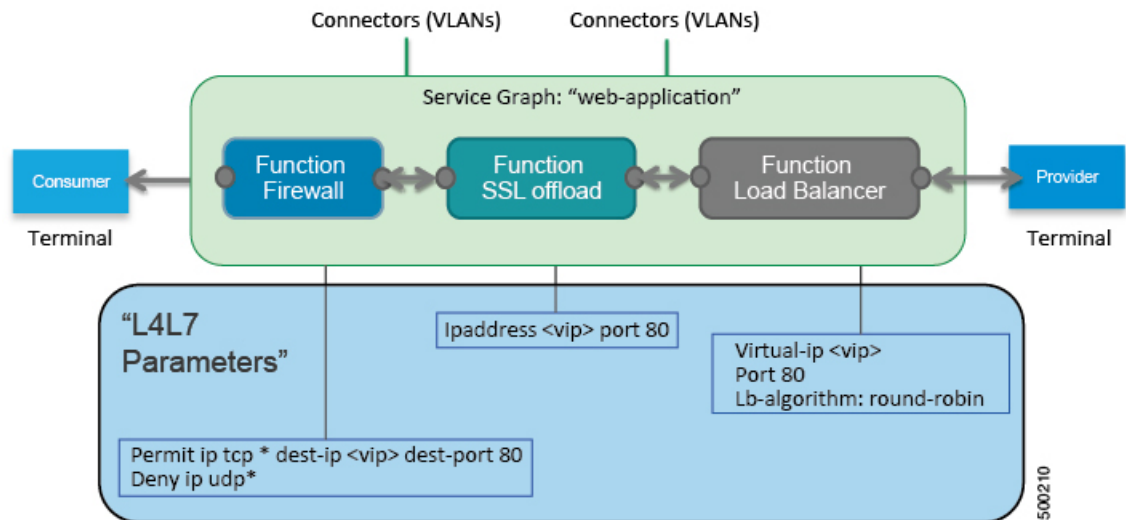 Connectors (VLANs)
Connectors (VLANs)
Service Graph: “web-application”
Consumer
Terminal
Function
Firewall
Function
SSL offload
Function
Load Balancer
Provider
Terminal
“L4L7
Parameters”
Ipaddress <vip> port 80
Virtual-ip <vip>
Port 80
Lb-algorithm: round-robin
Permit ip tcp * dest-ip <vip> dest-port 80
Deny ip udp*
500210